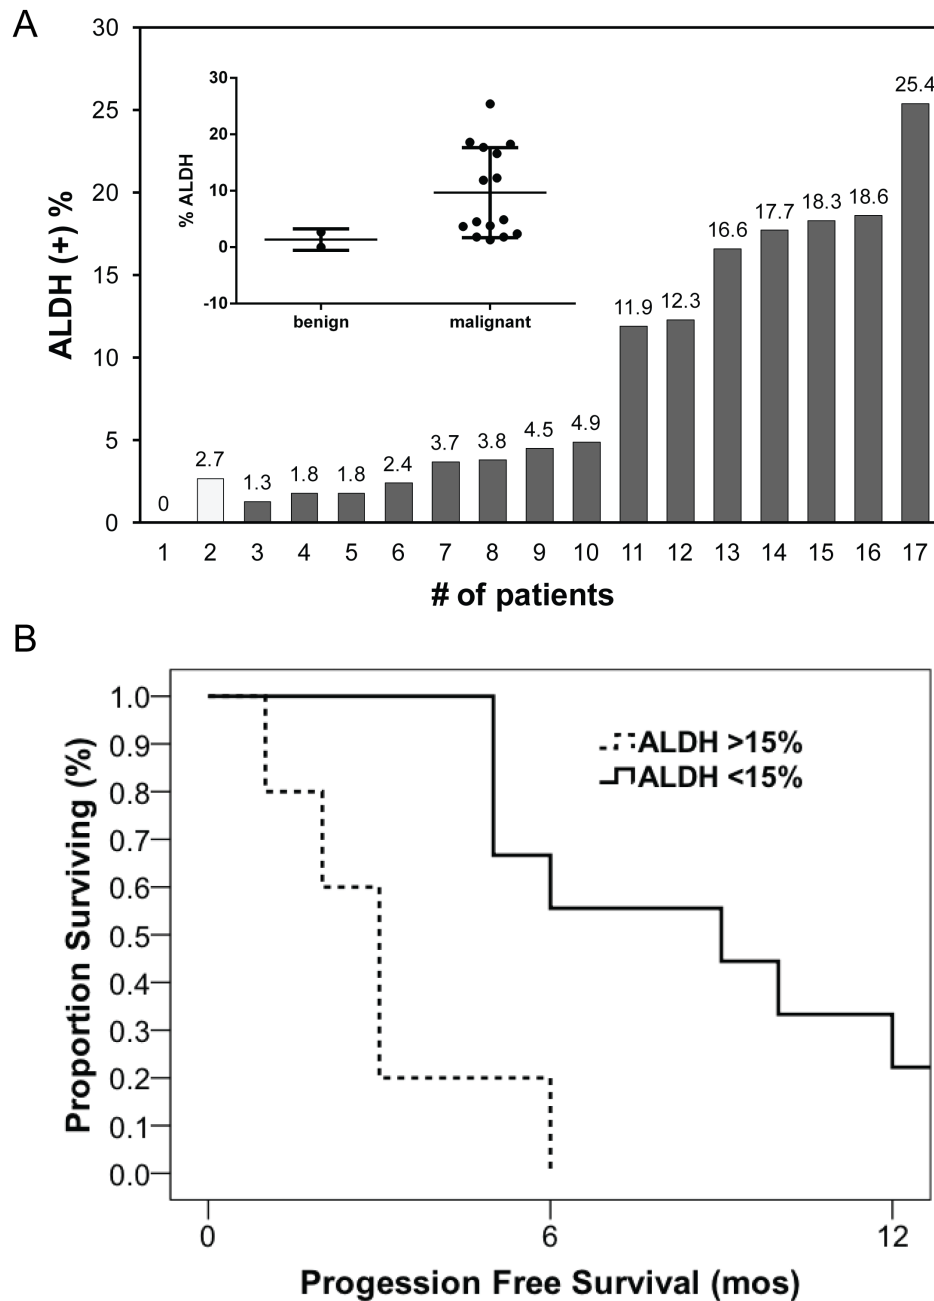 A
30
25
20
15
10
5
0
ALDH (+) %
30
20
10
0
-10
% ALDH
benign malignant
0 2.7 1.3 1.8 1.8 2.4 3.7 3.8 4.5 4.9 11.9 12.3 16.6 17.7 18.3 18.6 25.4
1 2 3 4 5 6 7 8 9 10 11 12 13 14 15 16 17
# of patients
B
1.0
0.9
0.8
0.7
0.6
0.5
0.4
0.3
0.2
0.1
0.0
Proportion Surviving (%)
ALDH >15%
ALDH <15%
0 6 12
Progession Free Survival (mos)